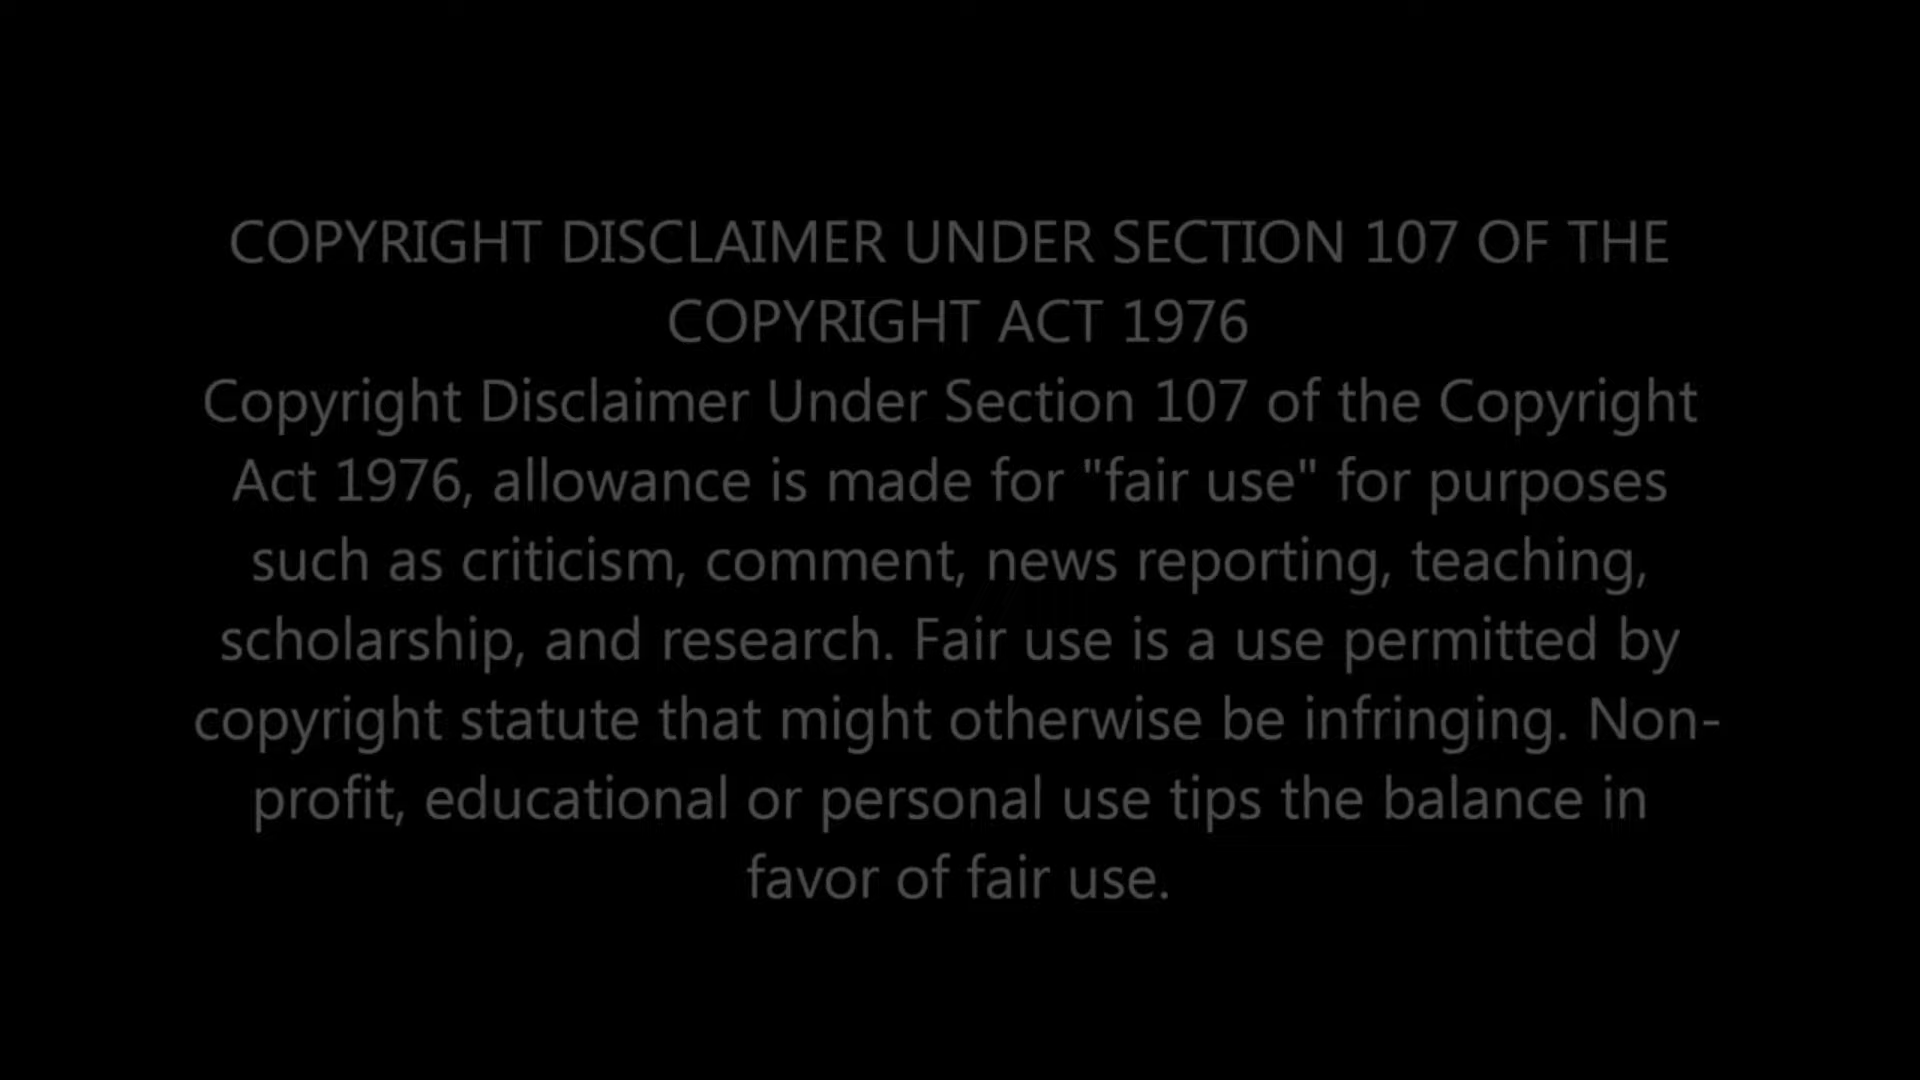 COPYRIGHT DISCLAIMER UNDER SECTION 107 OF THE
COPYRIGHT ACT 1976
Copyright Disclaimer Under Section 107 of the Copyright
Act 1976, allowance is made for "fair use" for purposes
such as criticism, comment, news reporting, teaching,
scholarship, and research. Fair use is a use permitted by
copyright statute that might otherwise be infringing. Non-
profit, educational or personal use tips the balance in
favor of fair use.